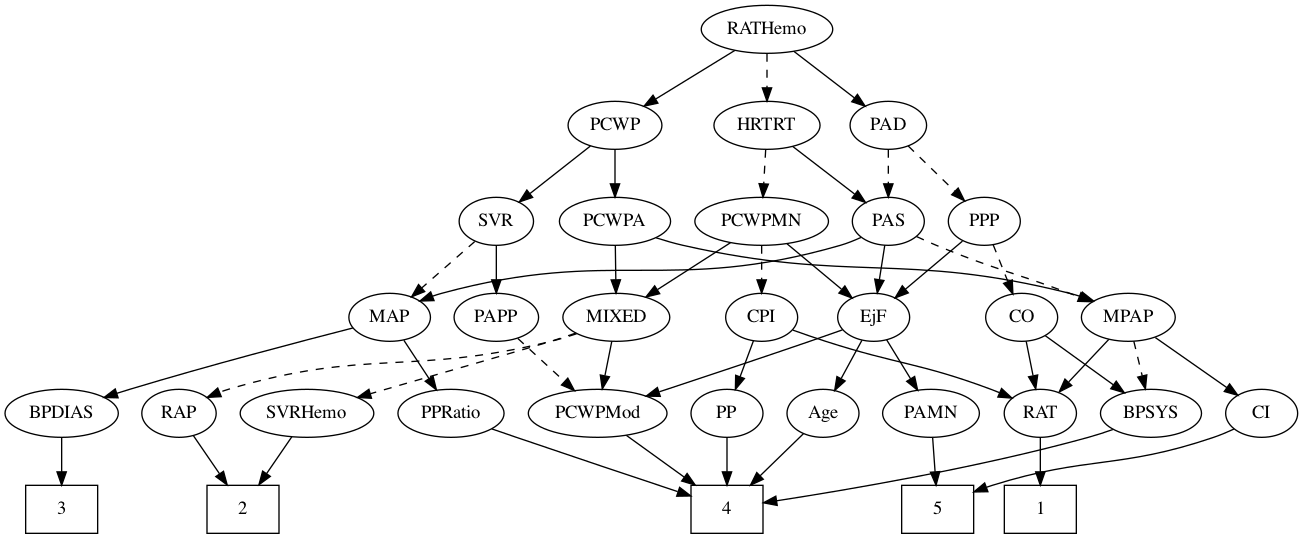 RATHemo
PCWP
HRTRT
PAD
SVR
PCWPA
PCWPMN
PAS
PPP
MAP
PAPP
MIXED
CPI
EjF
CO
MPAP
BPDIAS
RAP
SVRHemo
PPRatio
PCWPMod
PP
Age
PAMN
RAT
BPSYS
CI
3
2
4
5
1